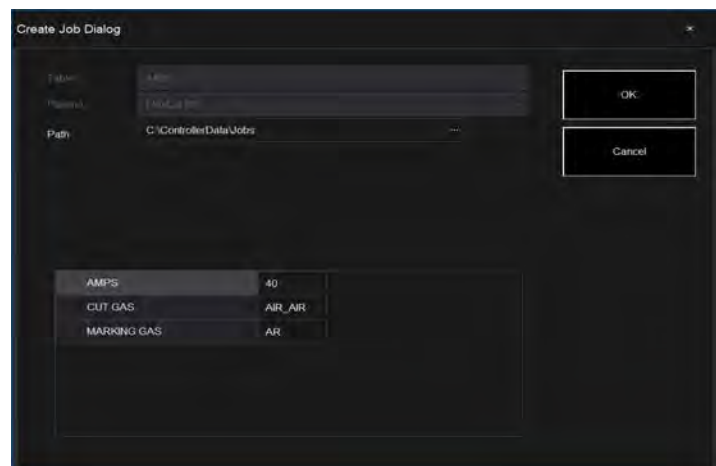 Create Job Dialog
OK
Path
C:\ControllerData\Jobs
...
Cancel
AMPS 40
CUT GAS AIR_AIR
MARKING GAS AR